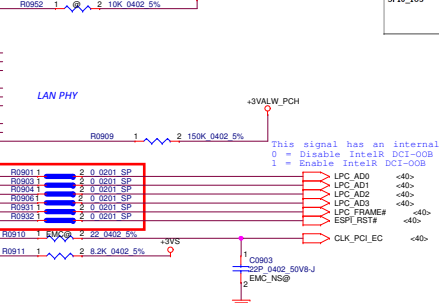 R0952 1 @ 2 10K_0402_5%
LAN PHY
+3VALW_PCH
R0909 1 2 150K_0402_5%
This signal has an internal
0 = Disable IntelR DCI-OOB
1 = Enable IntelR DCI-OOB
R0901 1 2 0_0201_SP LPC_AD0 <40>
R0903 1 2 0_0201_SP LPC_AD1 <40>
R0904 1 2 0_0201_SP LPC_AD2 <40>
R0906 1 2 0_0201_SP LPC_AD3 <40>
R0931 1 2 0_0201_SP LPC_FRAME# <40>
R0932 1 2 0_0201_SP ESPI_RST# <40>
R0910 1 EMC@ 2 22_0402_5% CLK_PCI_EC <40>
+3VS
R0911 1 2 8.2K_0402_5%
1
C0903
22P_0402_50V8-J
EMC_NS@
2